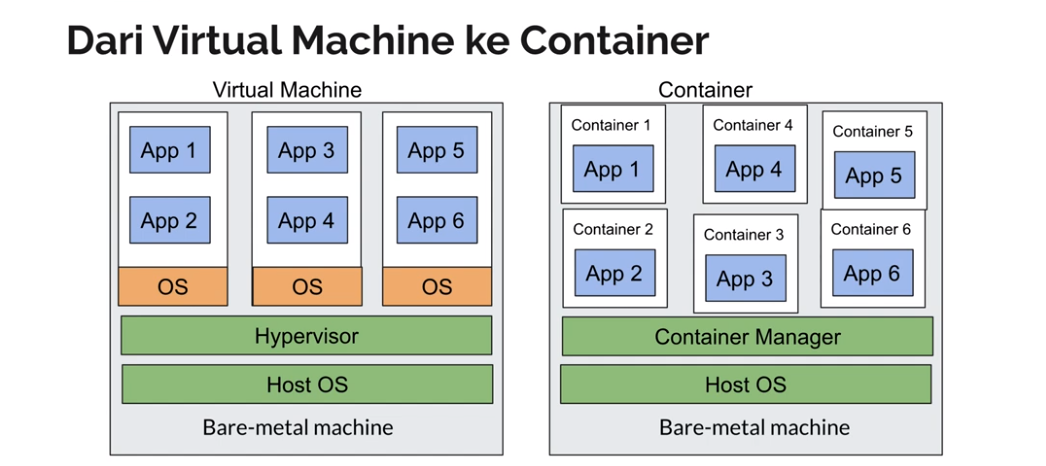 Dari Virtual Machine ke Container
Virtual Machine
App 1
App 3
App 5
App 2
App 4
App 6
OS
OS
OS
Hypervisor
Host OS
Bare-metal machine
Container
Container 1
App 1
Container 4
App 4
Container 5
App 5
Container 2
App 2
Container 3
App 3
Container 6
App 6
Container Manager
Host OS
Bare-metal machine